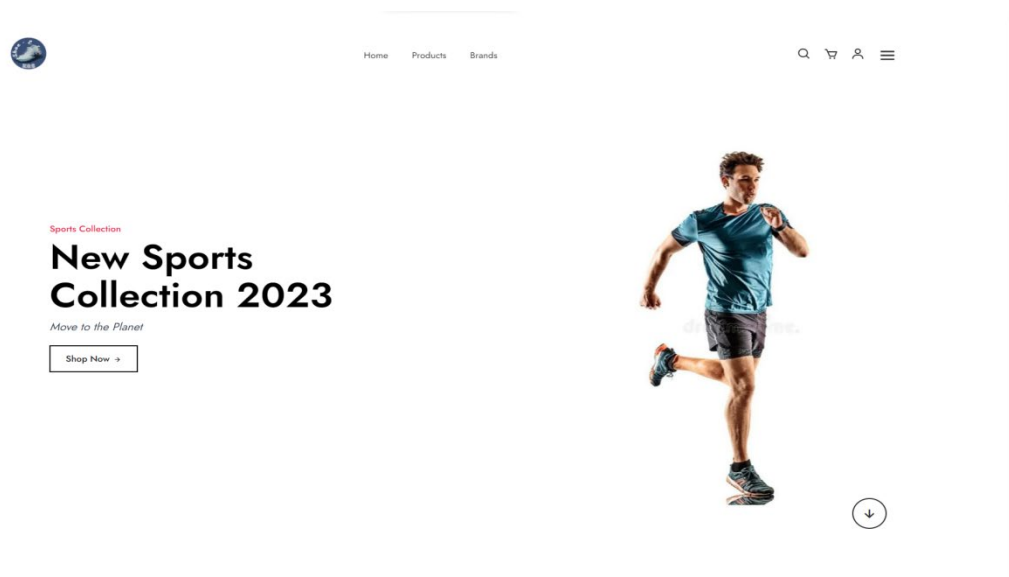 Home Products Brands
Sports Collection
New Sports
Collection 2023
Move to the Planet
Shop Now →